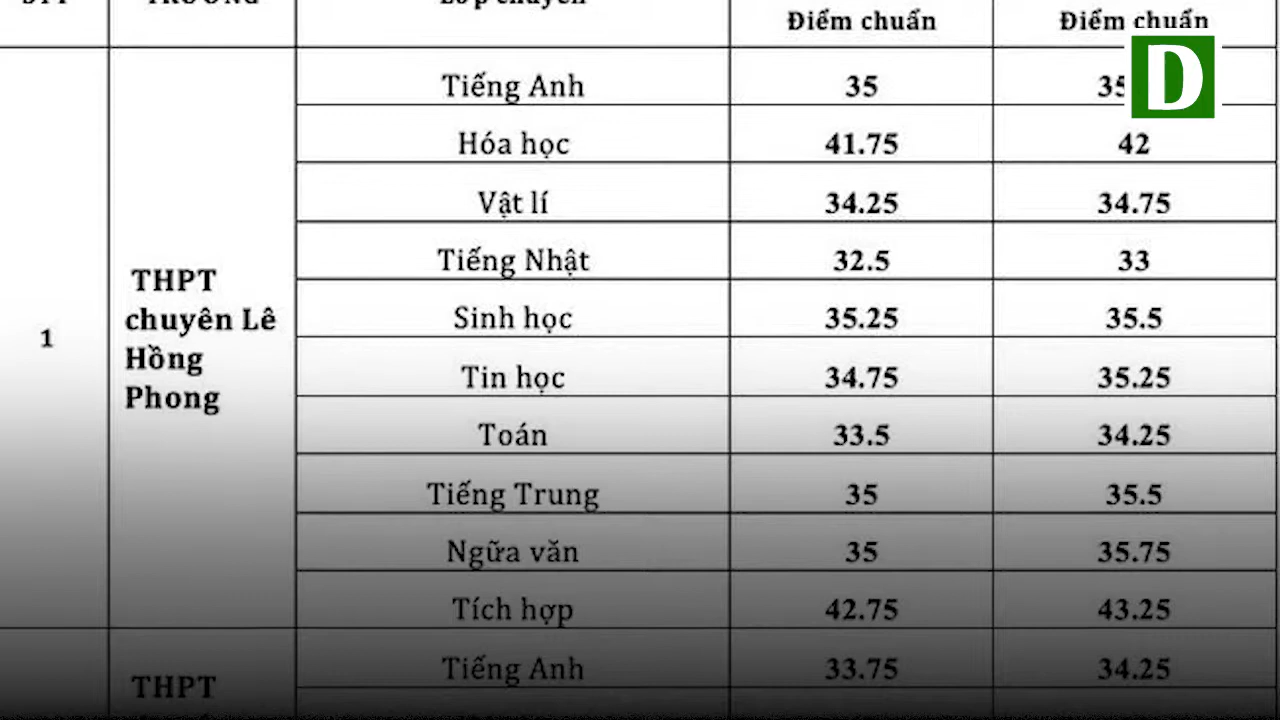 Điểm chuẩn Điểm chuẩn
D
Tiếng Anh 35
Hóa học 41.75 42
Vật lí 34.25 34.75
Tiếng Nhật 32.5 33
Sinh học 35.25 35.5
Tin học 34.75 35.25
Toán 33.5 34.25
Tiếng Trung 35 35.5
Ngữa văn 35 35.75
Tích hợp 42.75 43.25
1
THPT
chuyên Lê
Hồng
Phong
Tiếng Anh 33.75 34.25
THPT